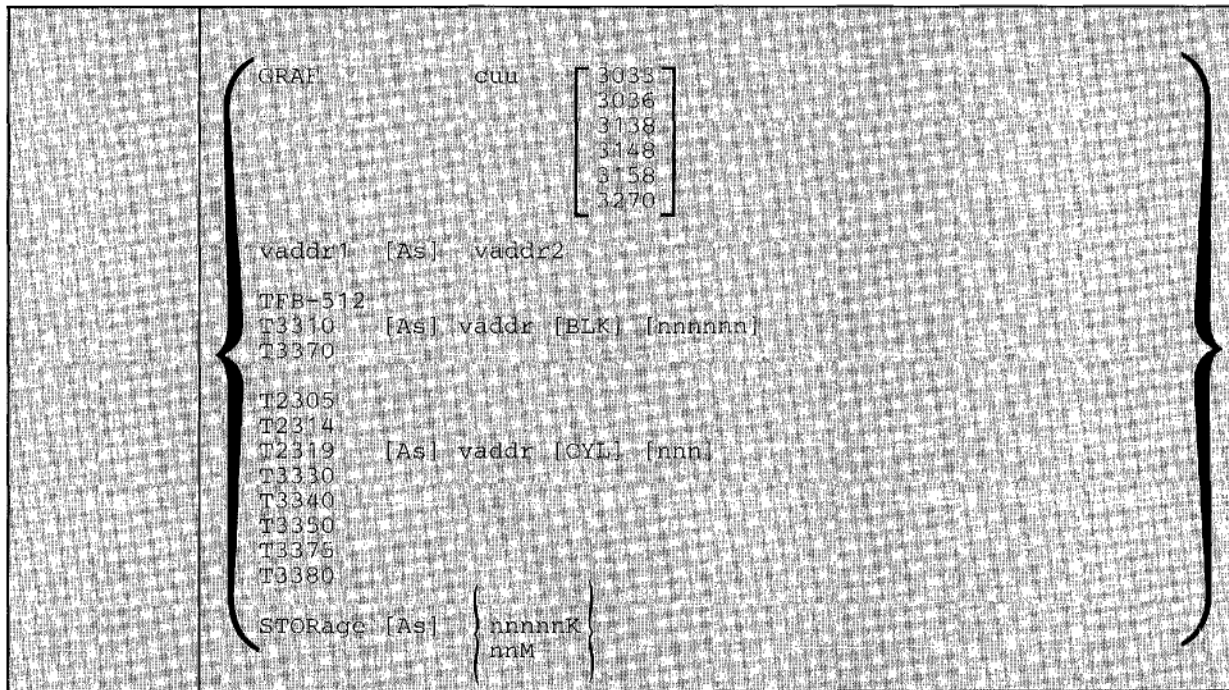 GRAF cuu [ 3035
3036
3138
3148
3158
3270 ]
vaddr1 [As] vaddr2
TFB-512
T3310 [As] vaddr [BLK] [nnnnnn]
T3370
T2305
T2314
T2319 [As] vaddr [CYL] [nnn]
T3330
T3340
T3350
T3375
T3380
STORage [As] { nnnnnK
nnM }